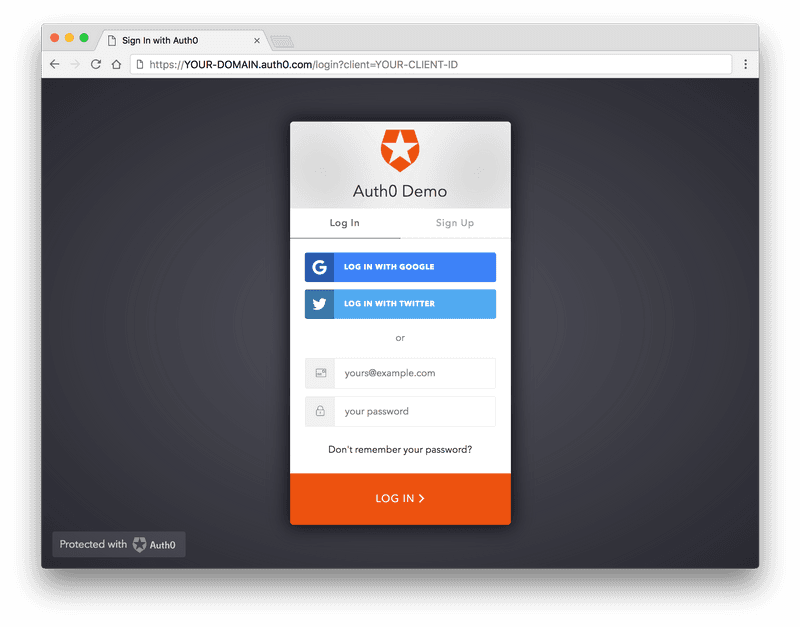 Sign In with Auth0
https://YOUR-DOMAIN.auth0.com/login?client=YOUR-CLIENT-ID
Auth0 Demo
Log In
Sign Up
LOG IN WITH GOOGLE
LOG IN WITH TWITTER
or
yours@example.com
your password
Don't remember your password?
LOG IN
Protected with Auth0